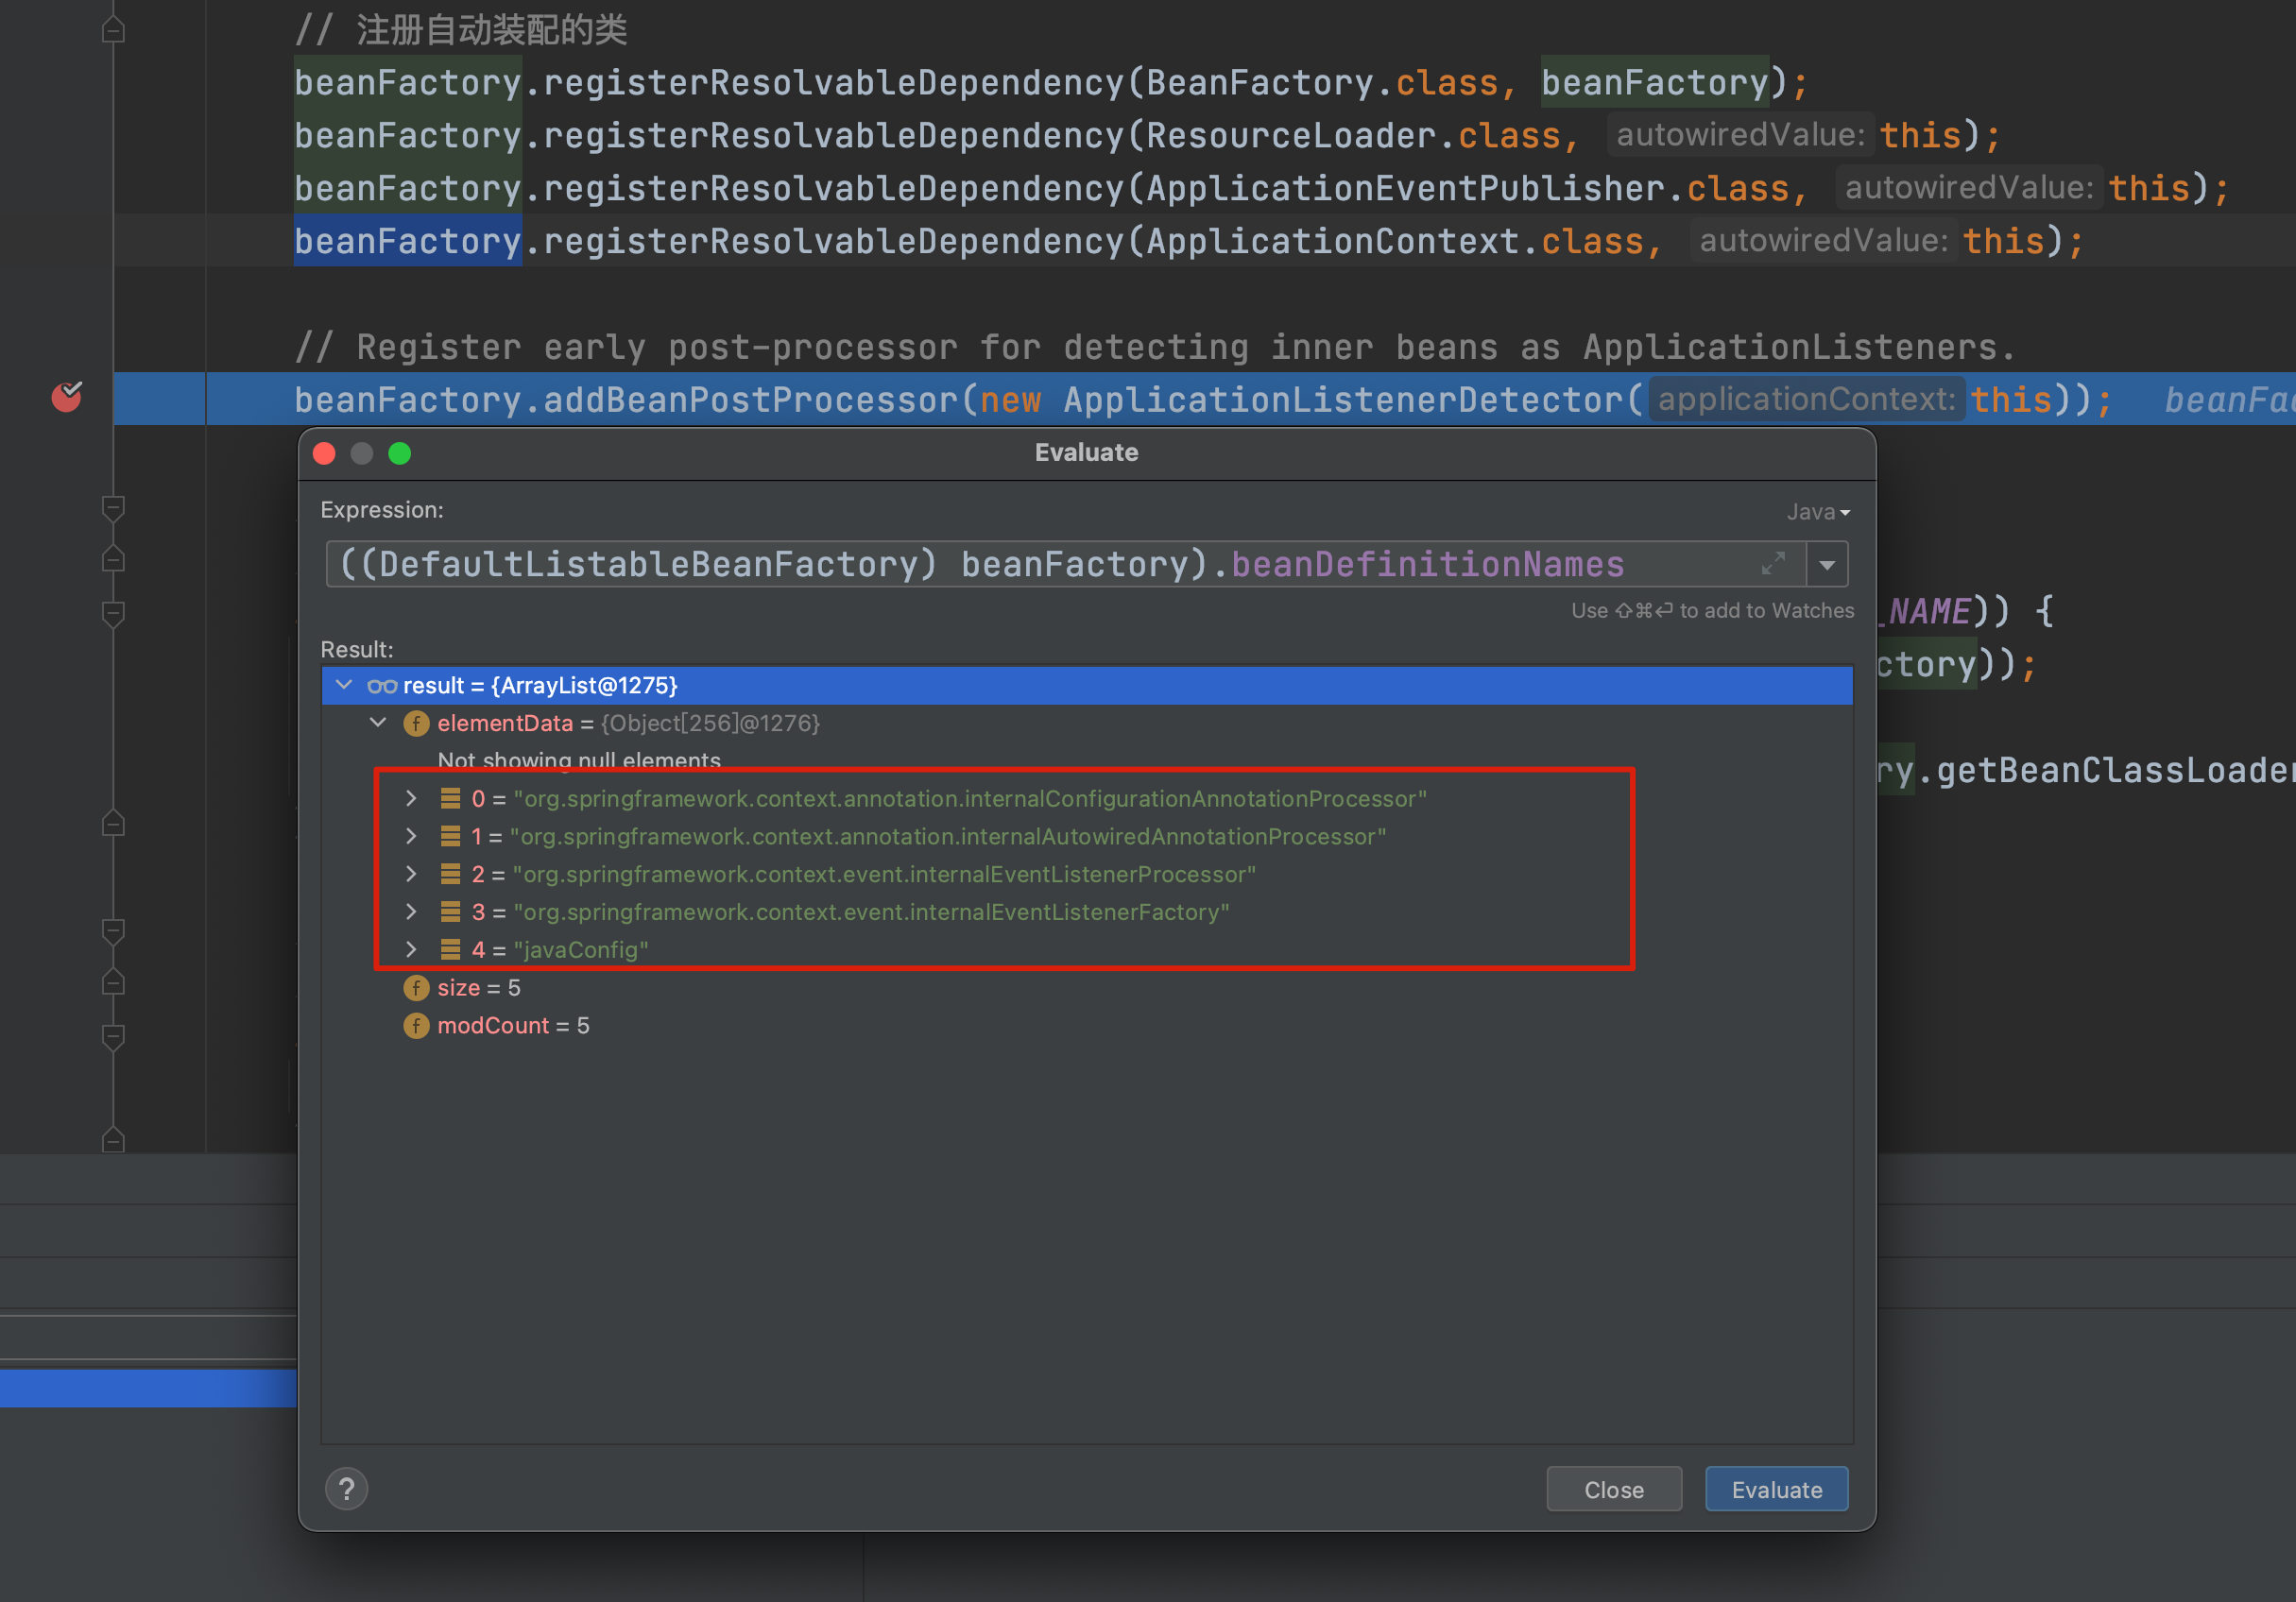 // 注册自动装配的类
beanFactory.registerResolvableDependency(BeanFactory.class, beanFactory);
beanFactory.registerResolvableDependency(ResourceLoader.class, autowiredValue: this);
beanFactory.registerResolvableDependency(ApplicationEventPublisher.class, autowiredValue: this);
beanFactory.registerResolvableDependency(ApplicationContext.class, autowiredValue: this);
// Register early post-processor for detecting inner beans as ApplicationListeners.
beanFactory.addBeanPostProcessor(new ApplicationListenerDetector( applicationContext: this)); beanFac
Evaluate
Expression:
Java
((DefaultListableBeanFactory) beanFactory).beanDefinitionNames
Use ⇧⌘⏎ to add to Watches
_NAME)) {
Result:
ctory));
result = {ArrayList@1275}
elementData = {Object[256]@1276}
Not showing null elements
ry.getBeanClassLoader
0 = "org.springframework.context.annotation.internalConfigurationAnnotationProcessor"
1 = "org.springframework.context.annotation.internalAutowiredAnnotationProcessor"
2 = "org.springframework.context.event.internalEventListenerProcessor"
3 = "org.springframework.context.event.internalEventListenerFactory"
4 = "javaConfig"
size = 5
modCount = 5
?
Close
Evaluate